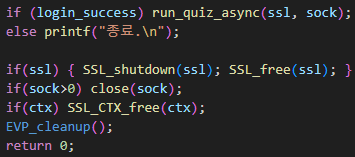 if (login_success) run_quiz_async(ssl, sock);
else printf("종료.\n");
if(ssl) { SSL_shutdown(ssl); SSL_free(ssl); }
if(sock>0) close(sock);
if(ctx) SSL_CTX_free(ctx);
EVP_cleanup();
return 0;